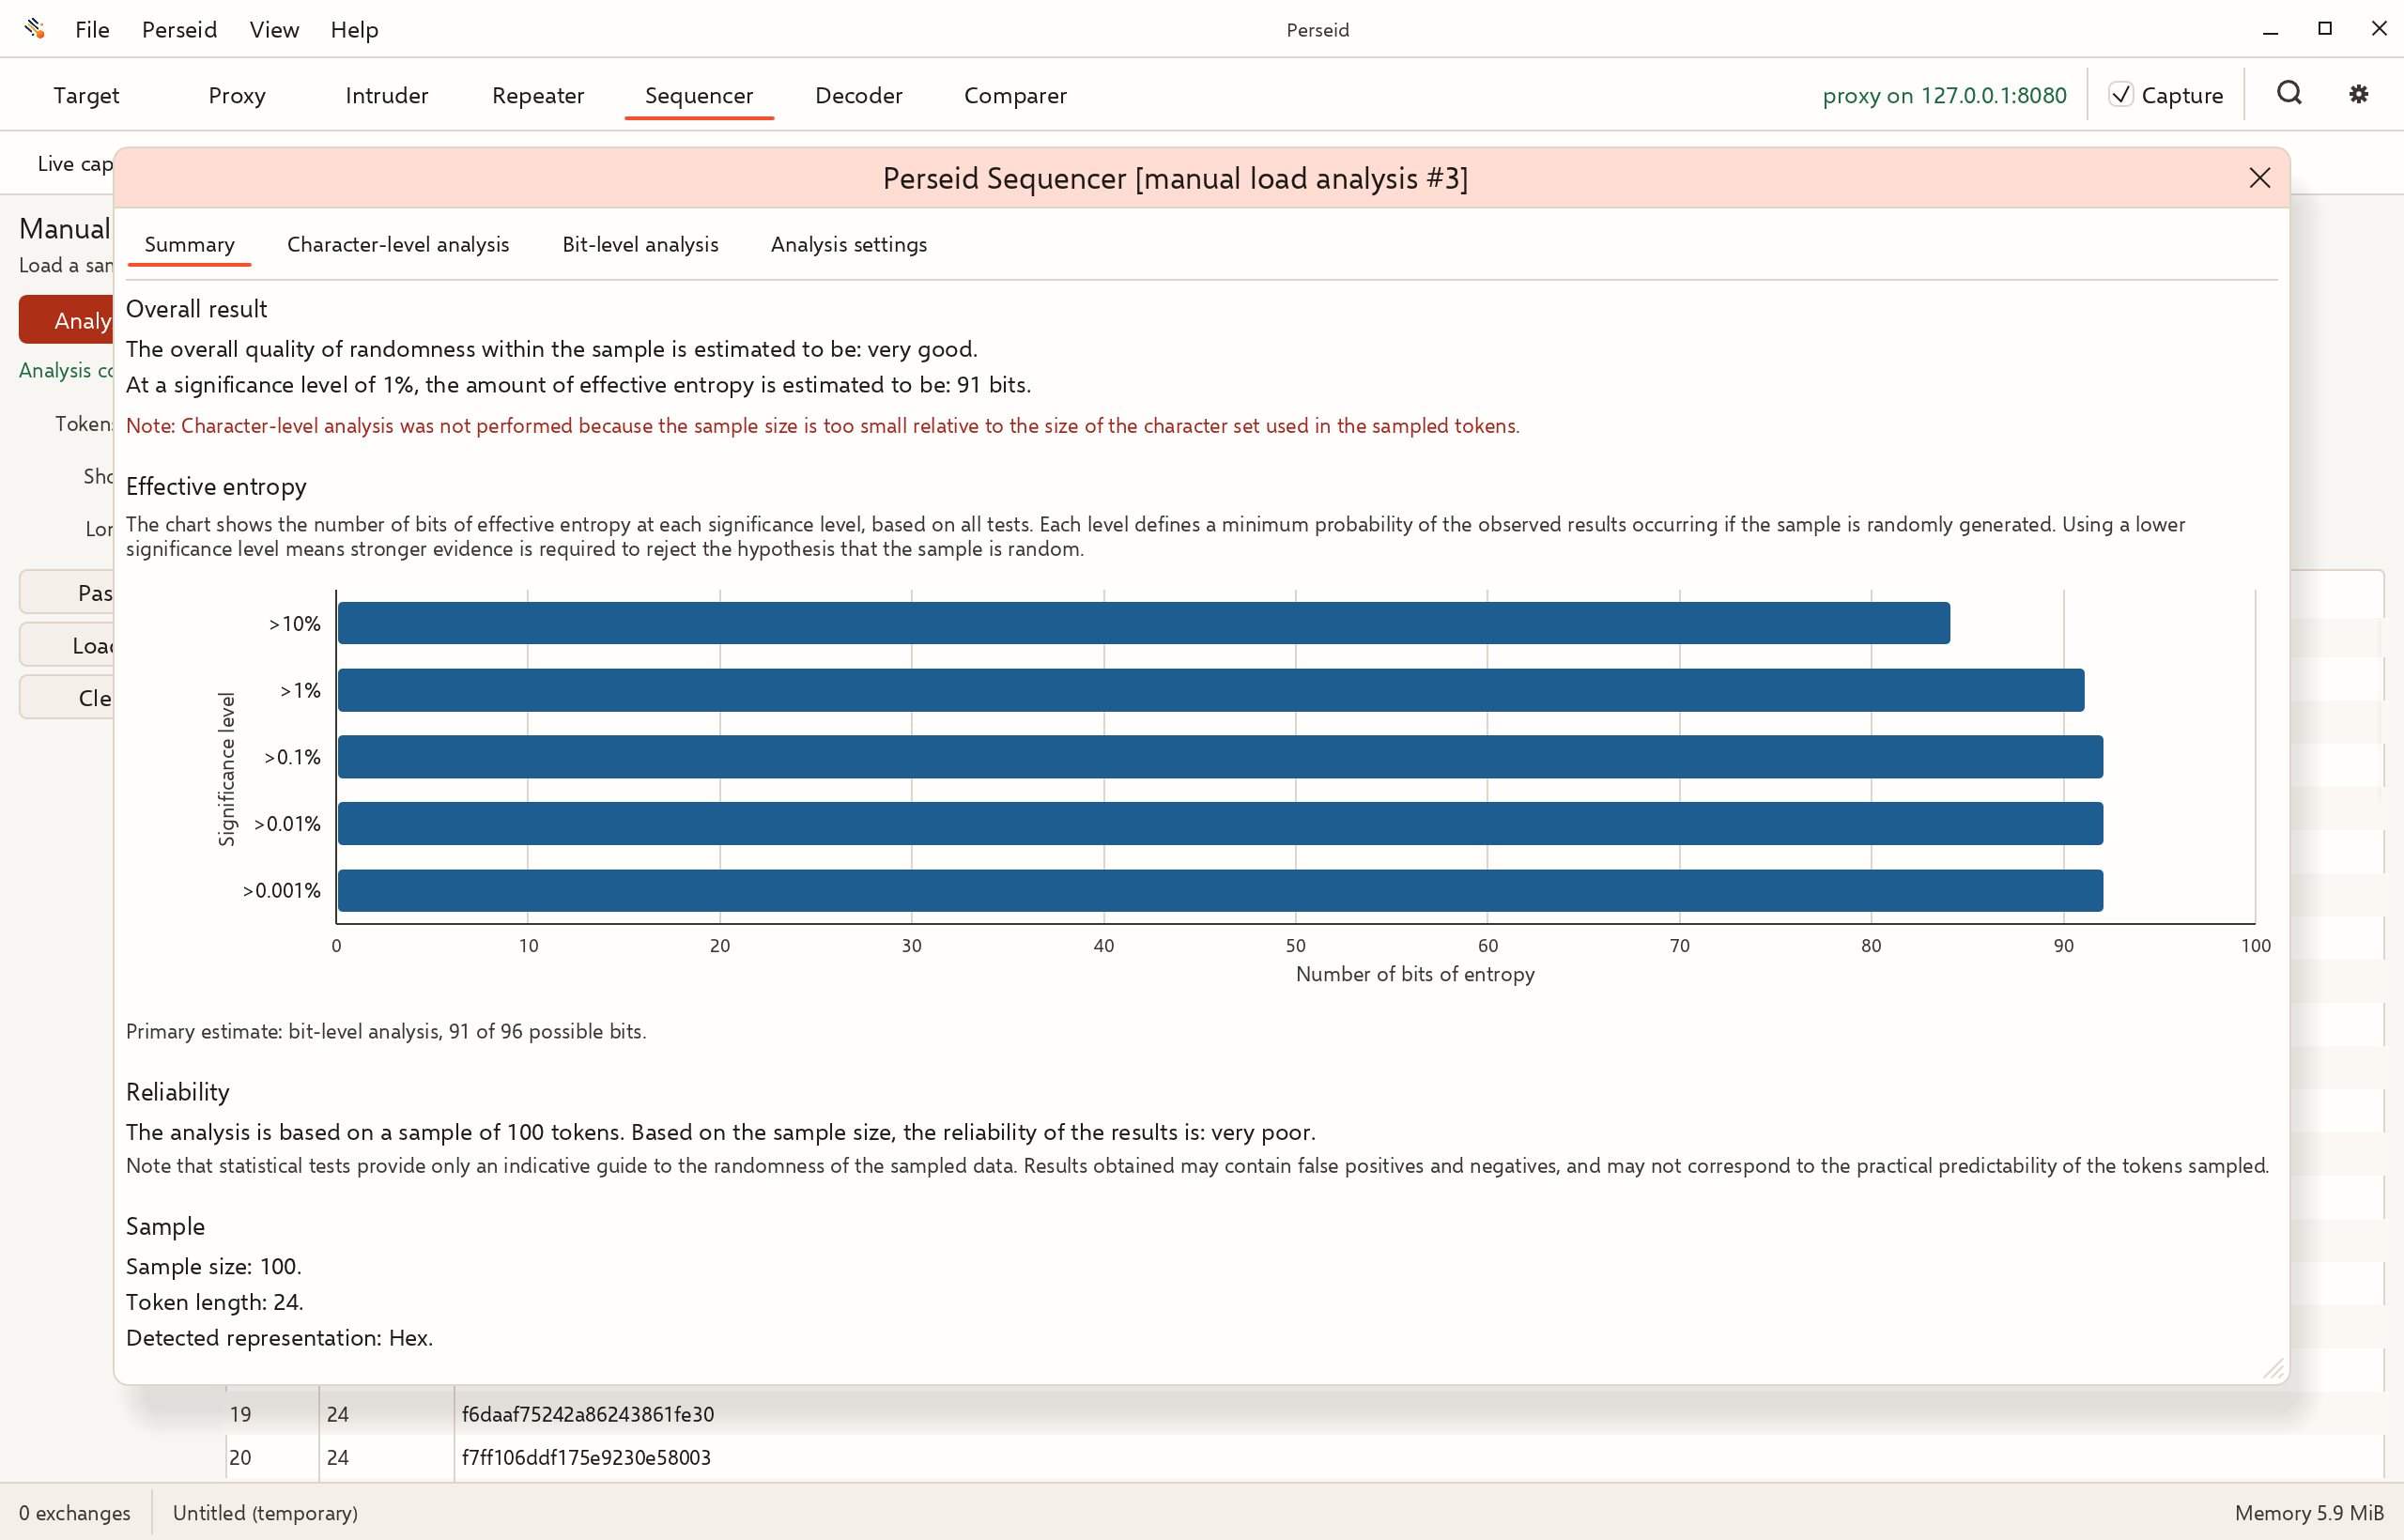 File Perseid View Help Perseid
Target Proxy Intruder Repeater Sequencer Decoder Comparer proxy on 127.0.0.1:8080 Capture
Live cap
Perseid Sequencer [manual load analysis #3]
Manual
Load a san
Analy
Analysis co
Tokens
Sho
Lon
Pas
Load
Cle
Summary Character-level analysis Bit-level analysis Analysis settings
Overall result
The overall quality of randomness within the sample is estimated to be: very good.
At a significance level of 1%, the amount of effective entropy is estimated to be: 91 bits.
Note: Character-level analysis was not performed because the sample size is too small relative to the size of the character set used in the sampled tokens.
Effective entropy
The chart shows the number of bits of effective entropy at each significance level, based on all tests. Each level defines a minimum probability of the observed results occurring if the sample is randomly generated. Using a lower
significance level means stronger evidence is required to reject the hypothesis that the sample is random.
Significance level
>10%
>1%
>0.1%
>0.01%
>0.001%
0 10 20 30 40 50 60 70 80 90 100
Number of bits of entropy
Primary estimate: bit-level analysis, 91 of 96 possible bits.
Reliability
The analysis is based on a sample of 100 tokens. Based on the sample size, the reliability of the results is: very poor.
Note that statistical tests provide only an indicative guide to the randomness of the sampled data. Results obtained may contain false positives and negatives, and may not correspond to the practical predictability of the tokens sampled.
Sample
Sample size: 100.
Token length: 24.
Detected representation: Hex.
19 24 f6daaf75242a86243861fe30
20 24 f7ff106ddf175e9230e58003
0 exchanges Untitled (temporary) Memory 5.9 MiB